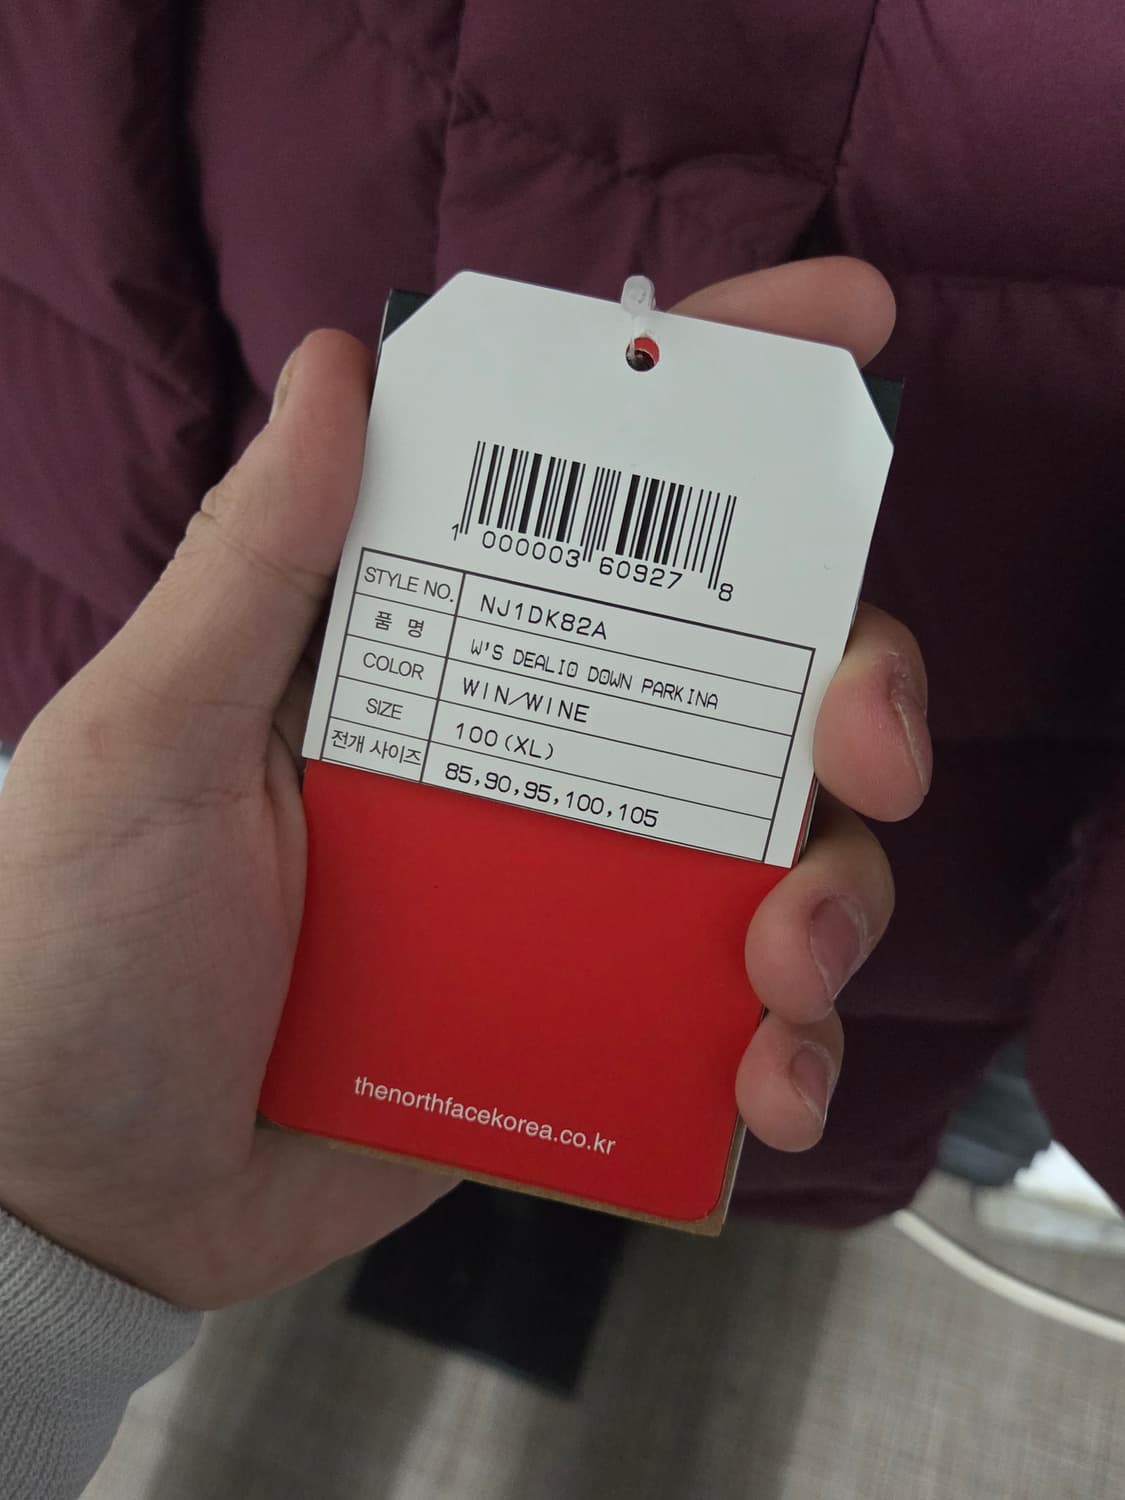 1 000003 60927 8
STYLE NO. NJ1DK82A
품 명 W'S DEALIO DOWN PARKINA
COLOR WIN/WINE
SIZE 100(XL)
전개 사이즈 85,90,95,100,105
thenorthfacekorea.co.kr